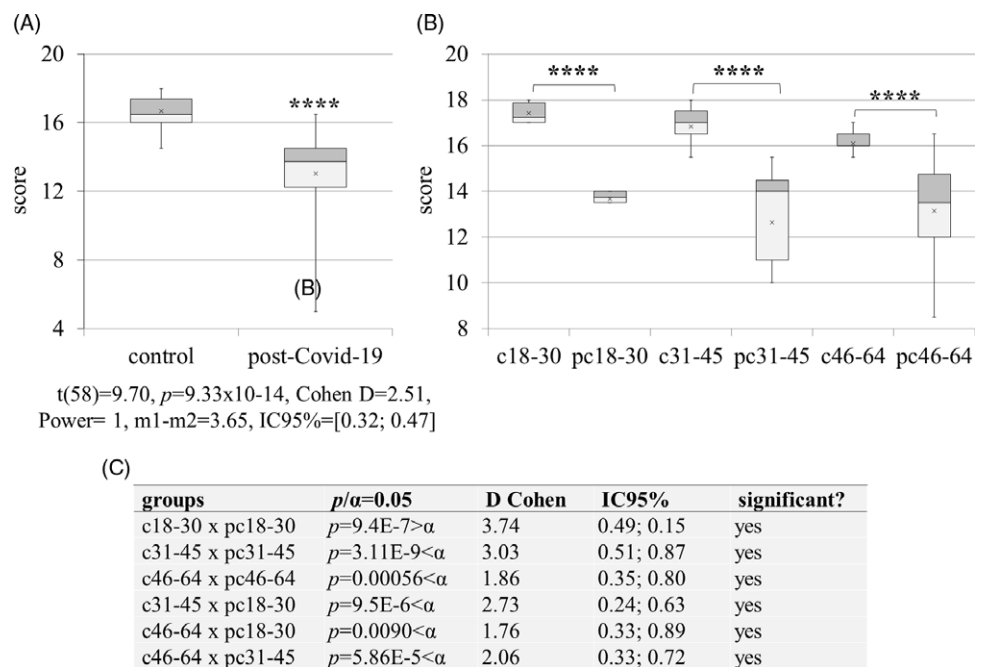 (A)
20
16
12
8
4
score
****
(B)
control post-Covid-19
t(58)=9.70, p=9.33x10-14, Cohen D=2.51,
Power= 1, m1-m2=3.65, IC95%=[0.32; 0.47]
(B)
20
18
16
14
12
10
8
score
**** **** ****
c18-30 pc18-30 c31-45 pc31-45 c46-64 pc46-64
(C)
groups p/α=0.05 D Cohen IC95% significant?
c18-30 x pc18-30 p=9.4E-7>α 3.74 0.49; 0.15 yes
c31-45 x pc31-45 p=3.11E-9<α 3.03 0.51; 0.87 yes
c46-64 x pc46-64 p=0.00056<α 1.86 0.35; 0.80 yes
c31-45 x pc18-30 p=9.5E-6<α 2.73 0.24; 0.63 yes
c46-64 x pc18-30 p=0.0090<α 1.76 0.33; 0.89 yes
c46-64 x pc31-45 p=5.86E-5<α 2.06 0.33; 0.72 yes